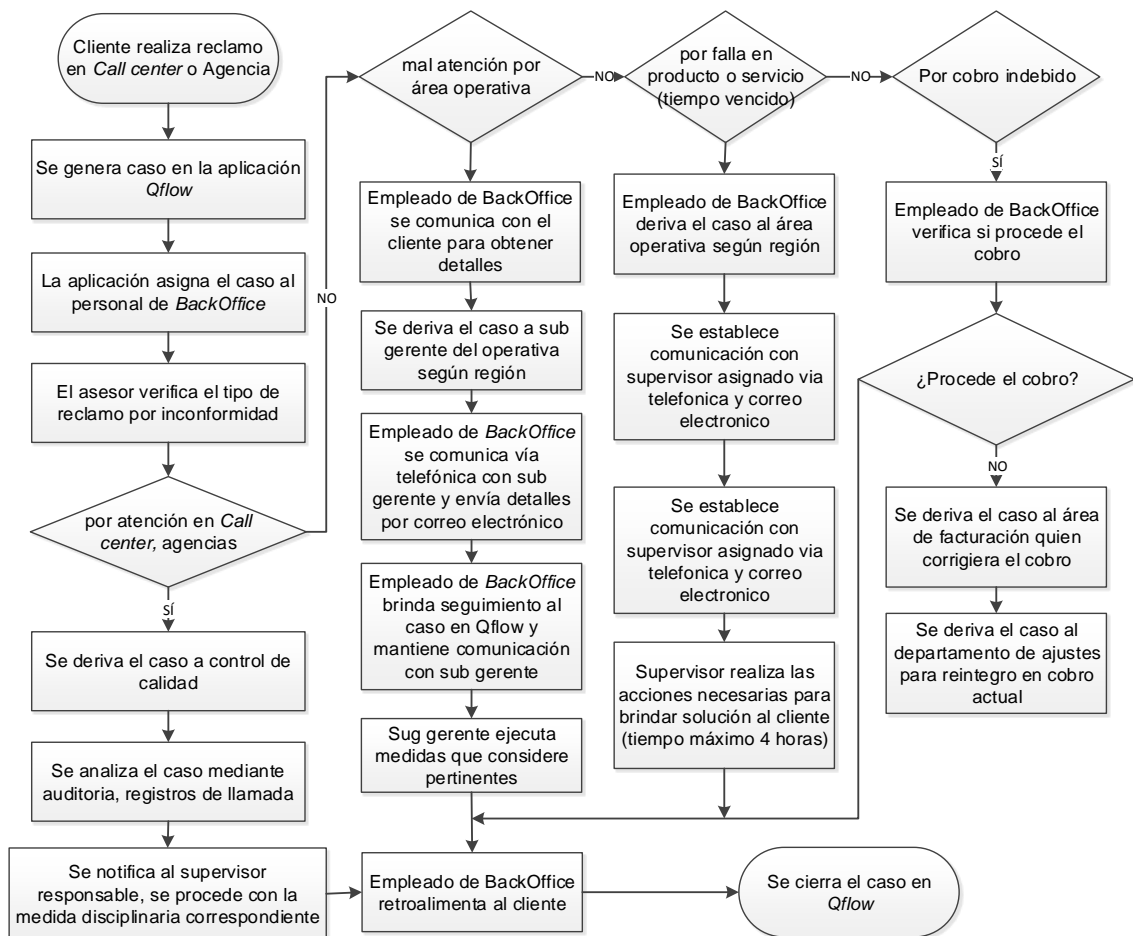 Cliente realiza reclamo
en Call center o Agencia
Se genera caso en la aplicación
Qflow
La aplicación asigna el caso al
personal de BackOffice
El asesor verifica el tipo de
reclamo por inconformidad
por atención en Call
center, agencias
NO
SÍ
Se deriva el caso a control de
calidad
Se analiza el caso mediante
auditoria, registros de llamada
Se notifica al supervisor
responsable, se procede con la
medida disciplinaria correspondiente
mal atención por
área operativa
NO
Empleado de BackOffice
se comunica con el
cliente para obtener
detalles
Se deriva el caso a sub
gerente del operativa
según región
Empleado de BackOffice
se comunica vía
telefónica con sub
gerente y envía detalles
por correo electrónico
Empleado de BackOffice
brinda seguimiento al
caso en Qflow y
mantiene comunicación
con sub gerente
Sug gerente ejecuta
medidas que considere
pertinentes
Empleado de BackOffice
retroalimenta al cliente
por falla en
producto o servicio
(tiempo vencido)
NO
Empleado de BackOffice
deriva el caso al área
operativa según región
Se establece
comunicación con
supervisor asignado via
telefonica y correo
electronico
Se establece
comunicación con
supervisor asignado via
telefonica y correo
electronico
Supervisor realiza las
acciones necesarias para
brindar solución al cliente
(tiempo máximo 4 horas)
Por cobro indebido
SÍ
Empleado de BackOffice
verifica si procede el
cobro
¿Procede el cobro?
NO
Se deriva el caso al área
de facturación quien
corrigiera el cobro
Se deriva el caso al
departamento de ajustes
para reintegro en cobro
actual
Se cierra el caso en
Qflow